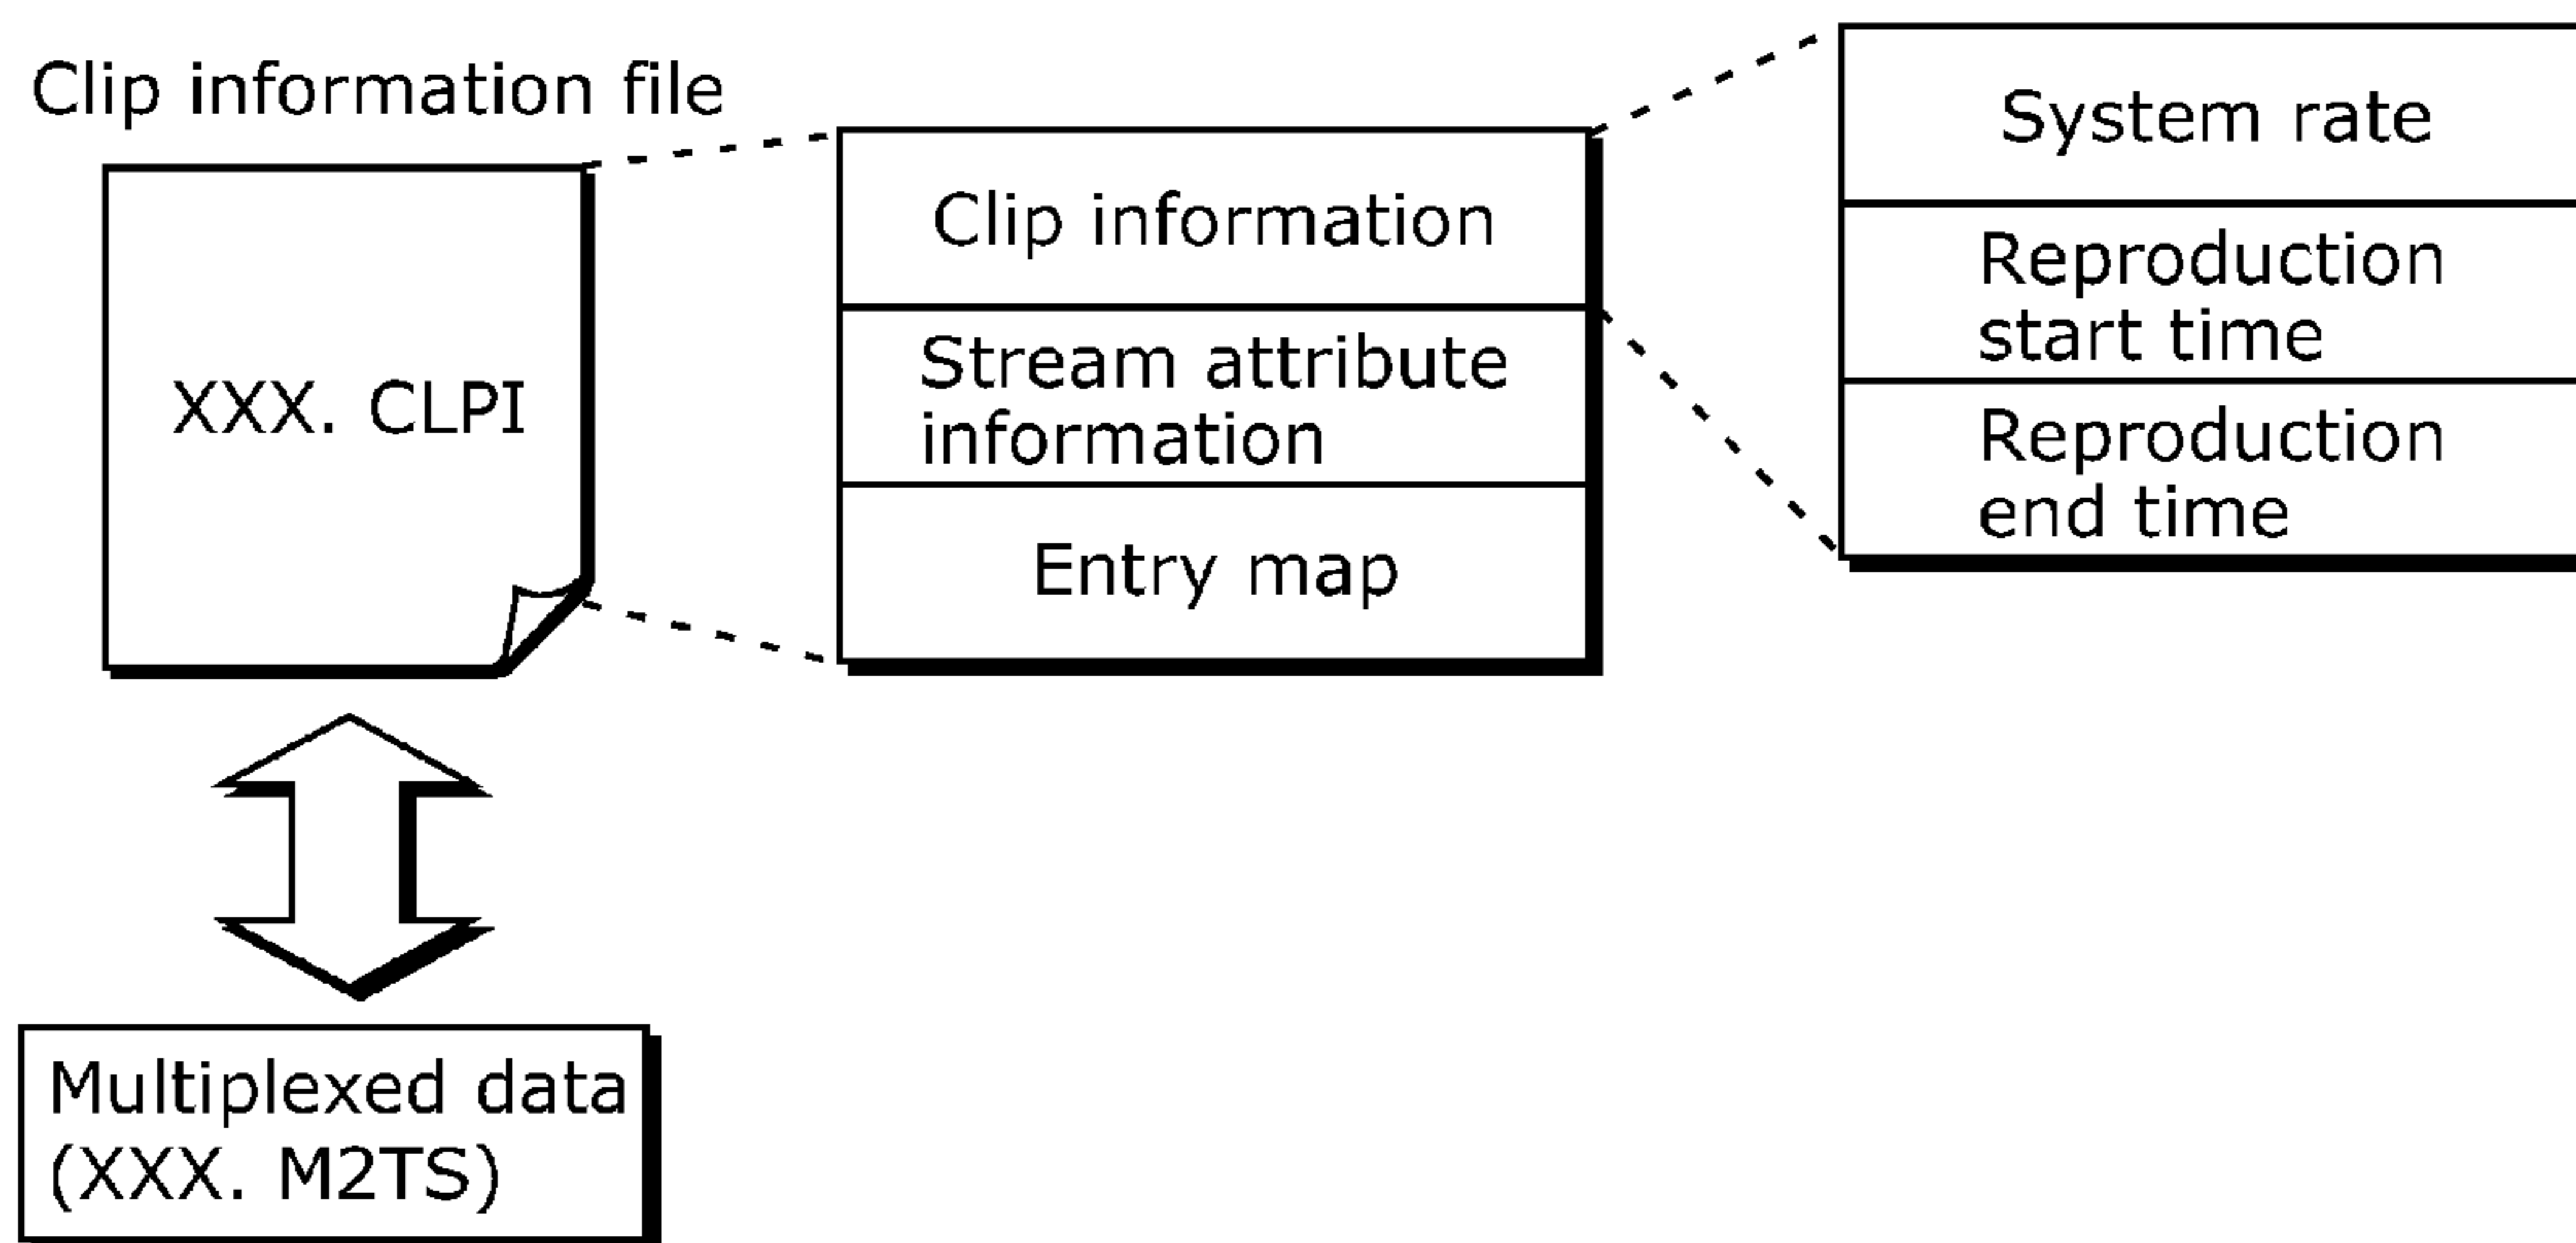 Clip information file
XXX. CLPI
Multiplexed data
(XXX. M2TS)
Clip information
Stream attribute
information
Entry map
System rate
Reproduction
start time
Reproduction
end time